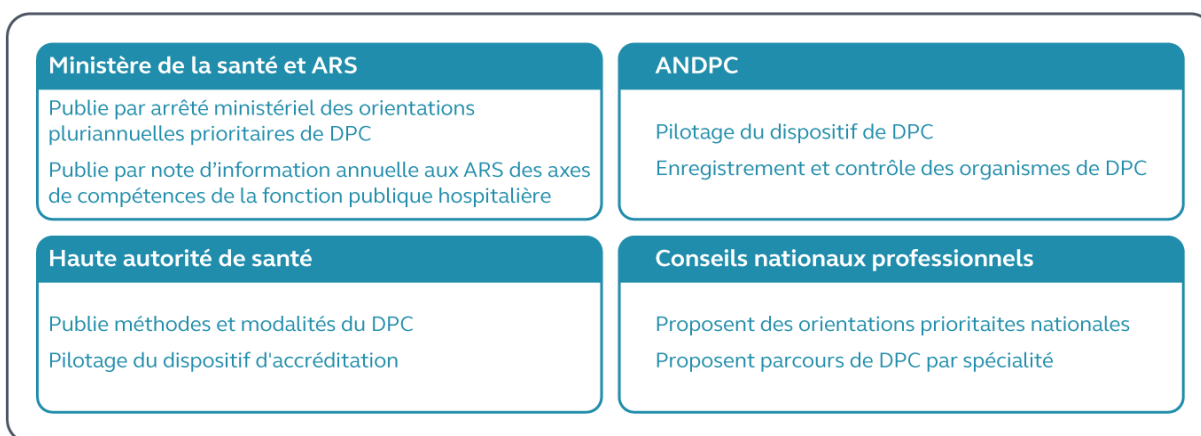 Ministère de la santé et ARS
Publie par arrêté ministériel des orientations
pluriannuelles prioritaires de DPC
Publie par note d’information annuelle aux ARS des axes
de compétences de la fonction publique hospitalière
ANDPC
Pilotage du dispositif de DPC
Enregistrement et contrôle des organismes de DPC
Haute autorité de santé
Publie méthodes et modalités du DPC
Pilotage du dispositif d'accréditation
Conseils nationaux professionnels
Proposent des orientations prioritaites nationales
Proposent parcours de DPC par spécialité